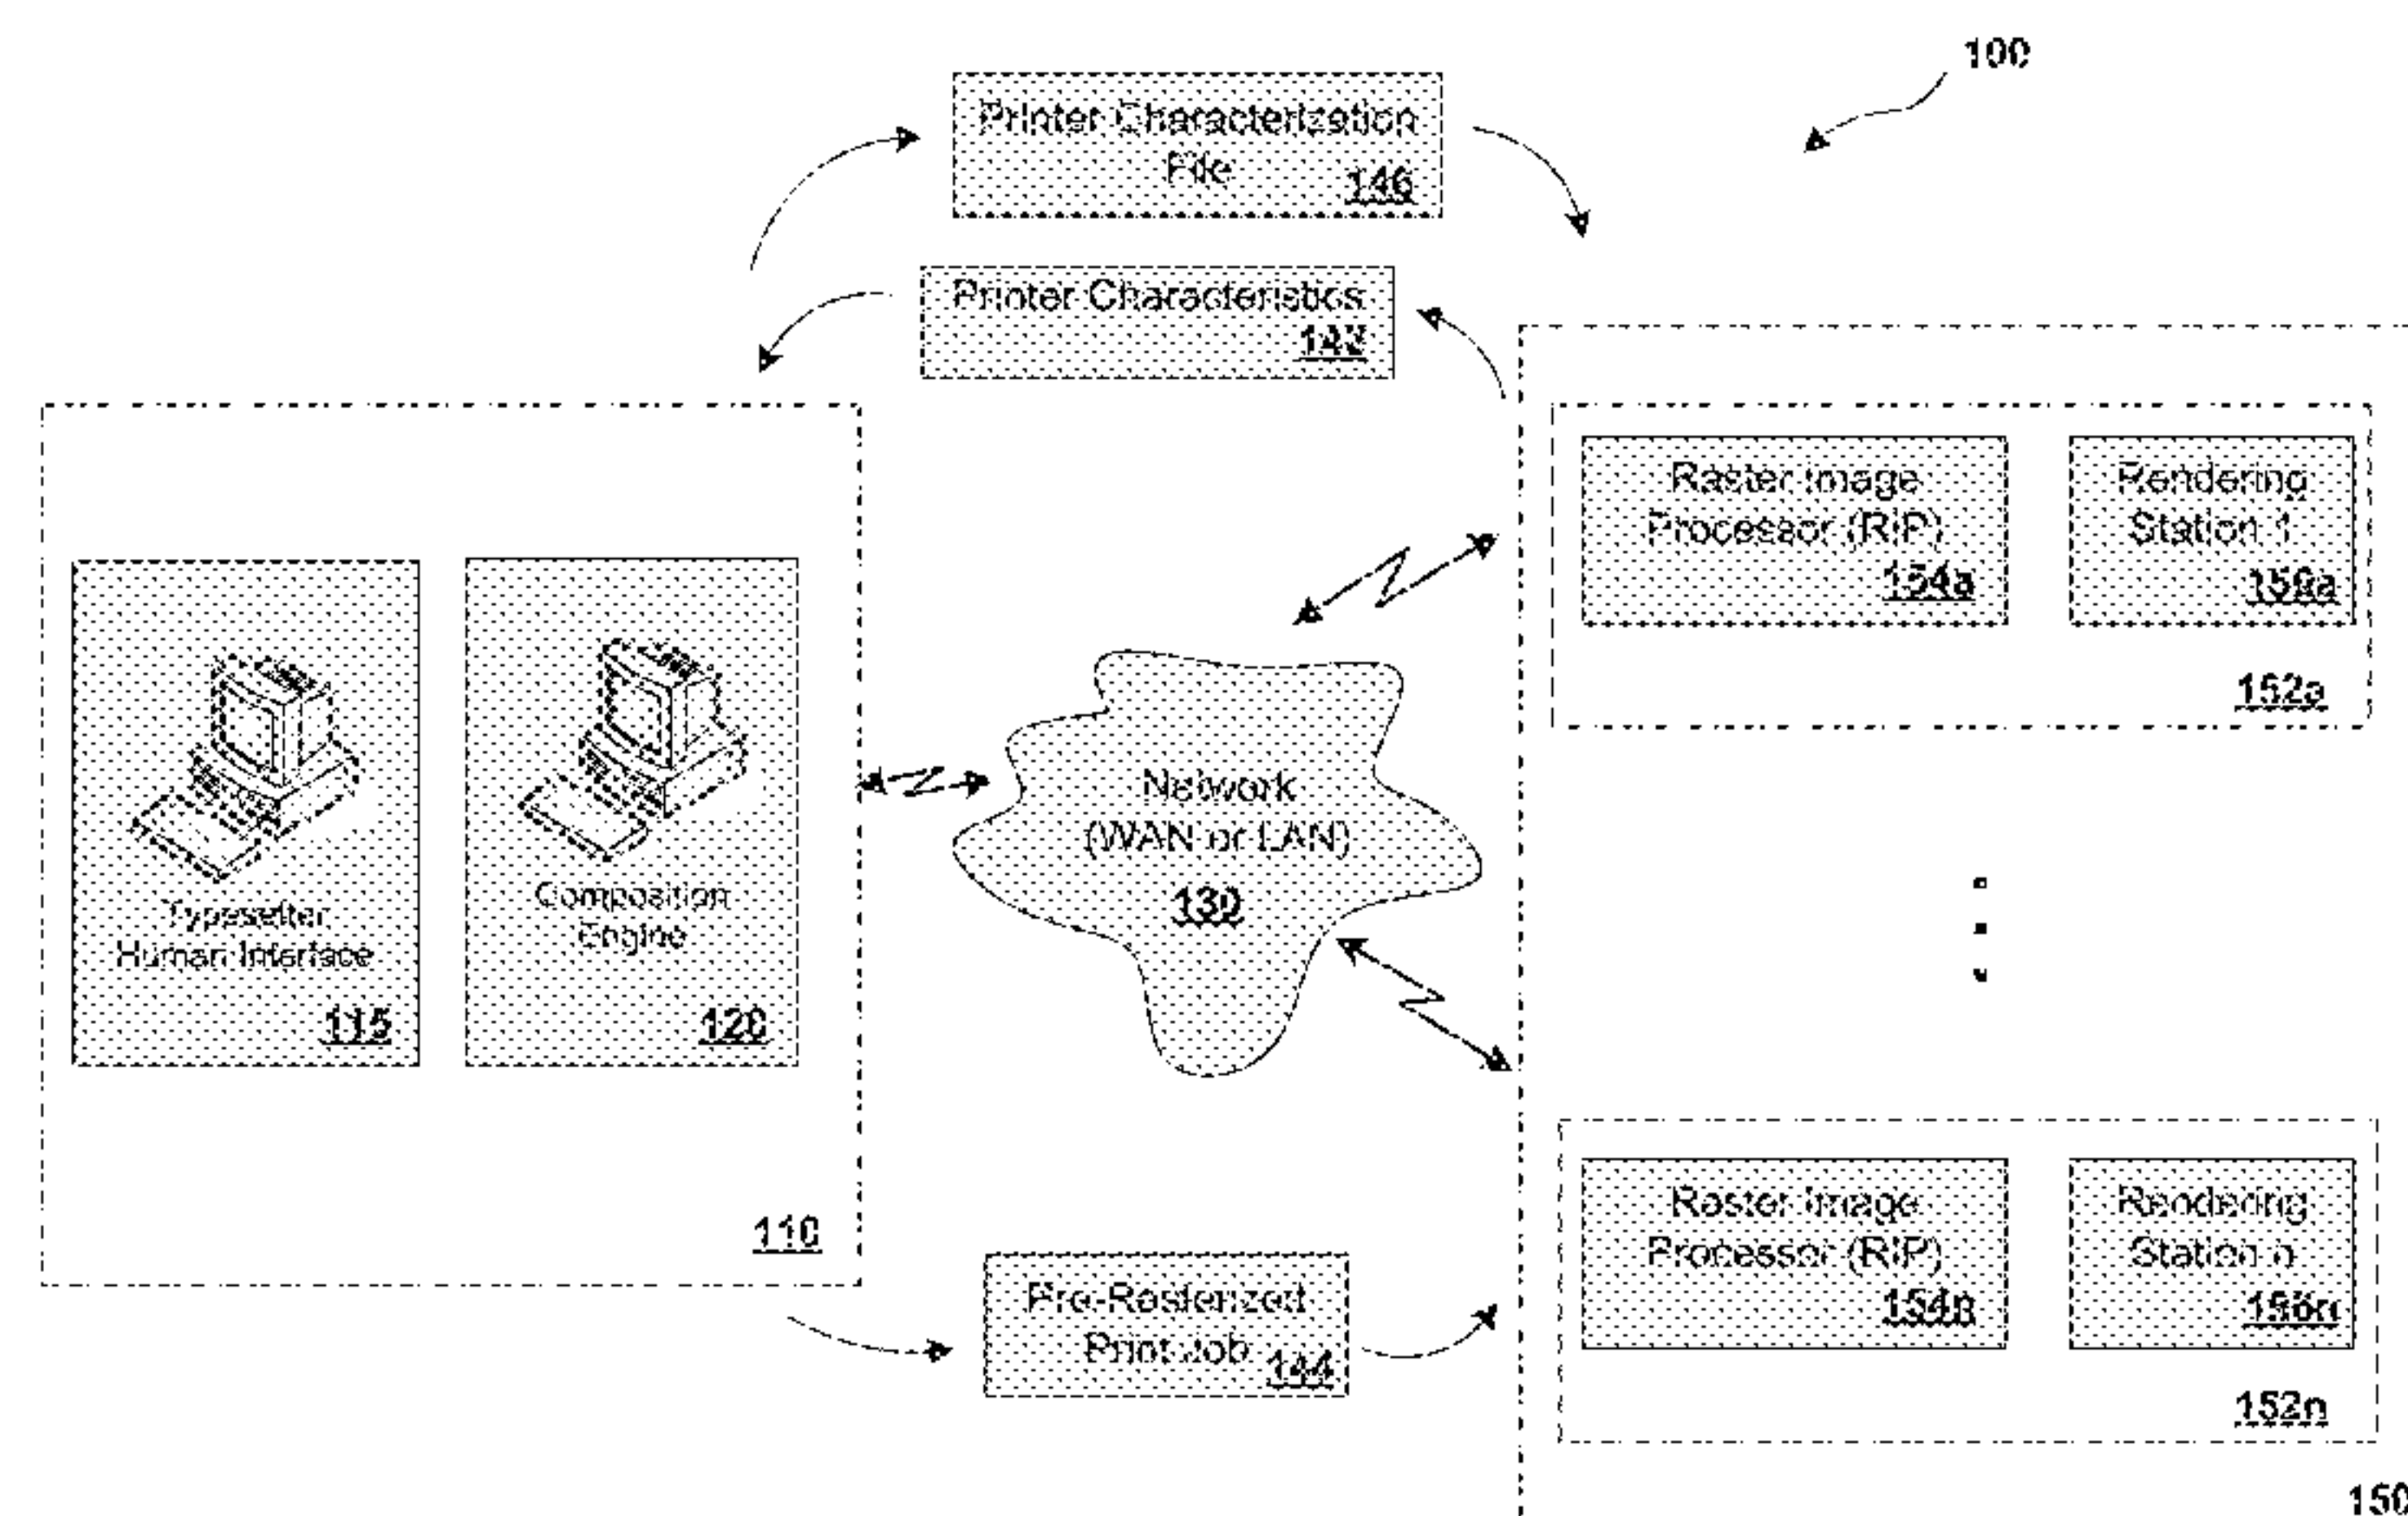 100
Printer Characterization
File 146
Printer Characteristics
142
Raster Image
Processor (RIP)
154a
Rendering
Station 1
152a
Network
(WAN or LAN)
130
Typesetter
Human Interface
115
Composition
Engine
120
110
Pre-Rasterized
Print Job 144
Raster Image
Processor (RIP)
154n
Rendering
Station n
156n
152n
150